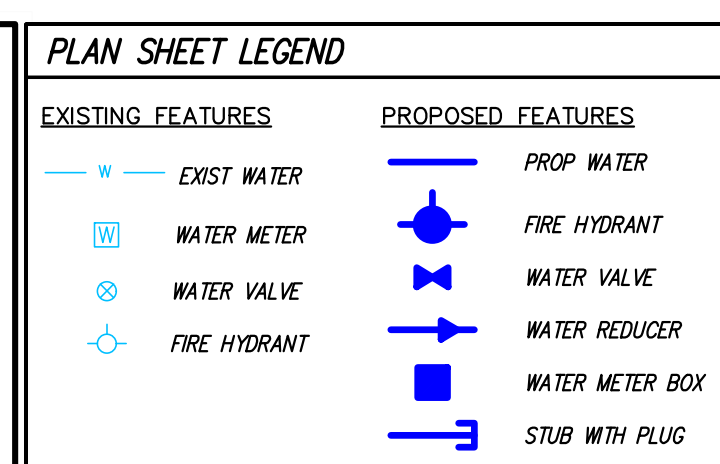 PLAN SHEET LEGEND
EXISTING FEATURES
W EXIST WATER
W WATER METER
WATER VALVE
FIRE HYDRANT
PROPOSED FEATURES
PROP WATER
FIRE HYDRANT
WATER VALVE
WATER REDUCER
WATER METER BOX
STUB WITH PLUG